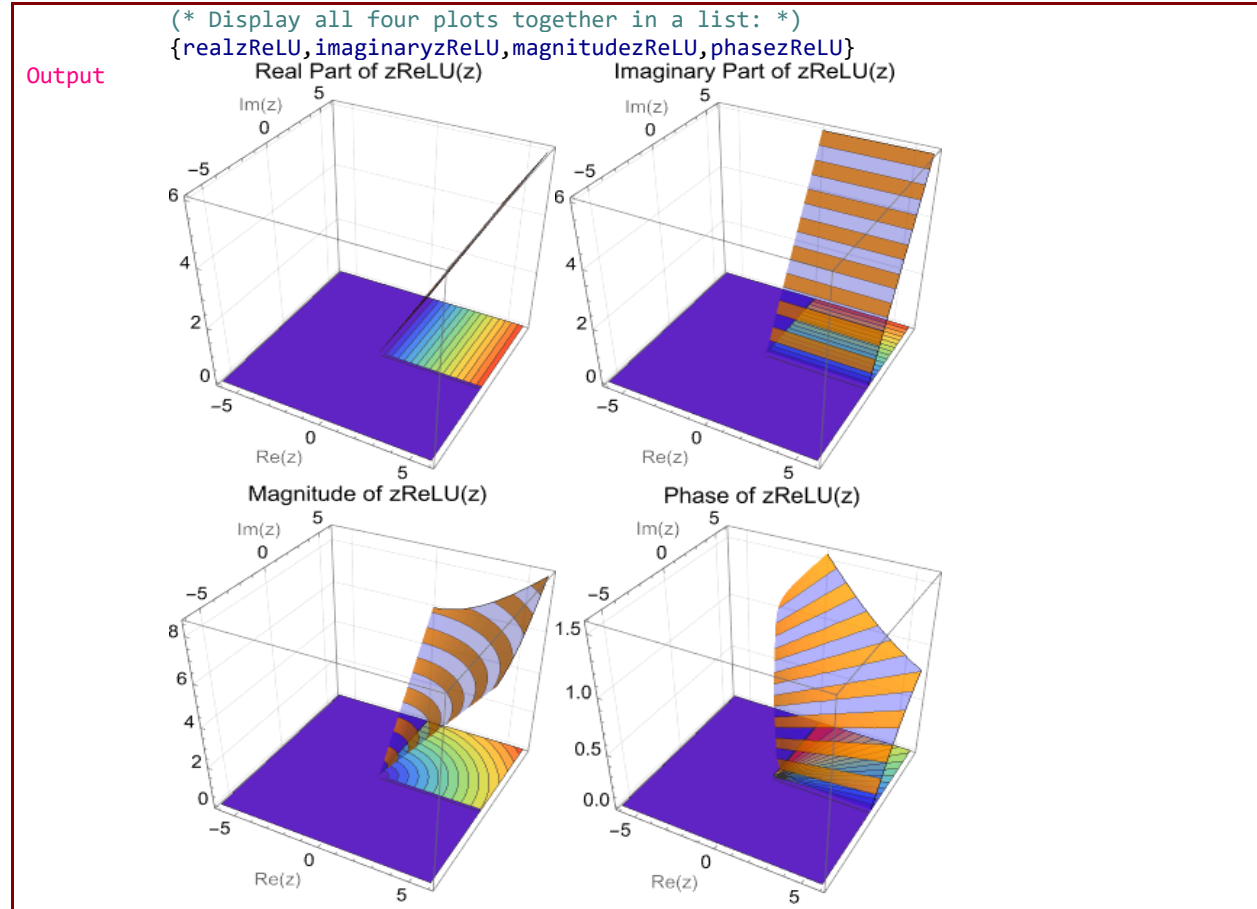 (* Display all four plots together in a list: *)
{realzReLU,imaginaryzReLU,magnitudezReLU,phasezReLU}
Output
Real Part of zReLU(z)
Im(z)
5
0
−5
6
4
2
0
−5
0
5
Re(z)
Imaginary Part of zReLU(z)
Im(z)
5
0
−5
6
4
2
0
−5
0
5
Re(z)
Magnitude of zReLU(z)
Im(z)
5
0
−5
8
6
4
2
0
−5
0
5
Re(z)
Phase of zReLU(z)
Im(z)
5
0
−5
1.5
1.0
0.5
0.0
−5
0
5
Re(z)